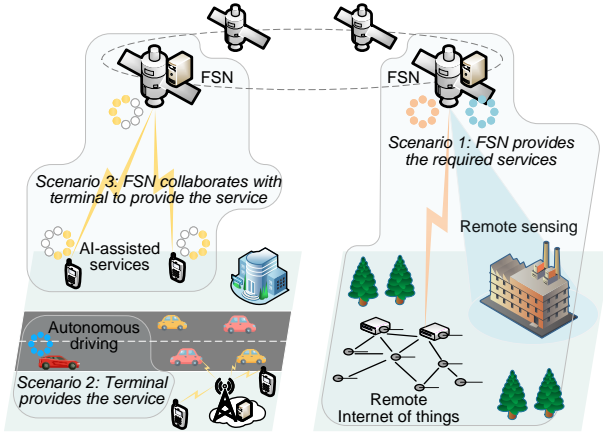 FSN
FSN
Scenario 1: FSN provides
the required services
Scenario 3: FSN collaborates with
terminal to provide the service
AI-assisted
services
Remote sensing
Autonomous
driving
Scenario 2: Terminal
provides the service
Remote
Internet of things